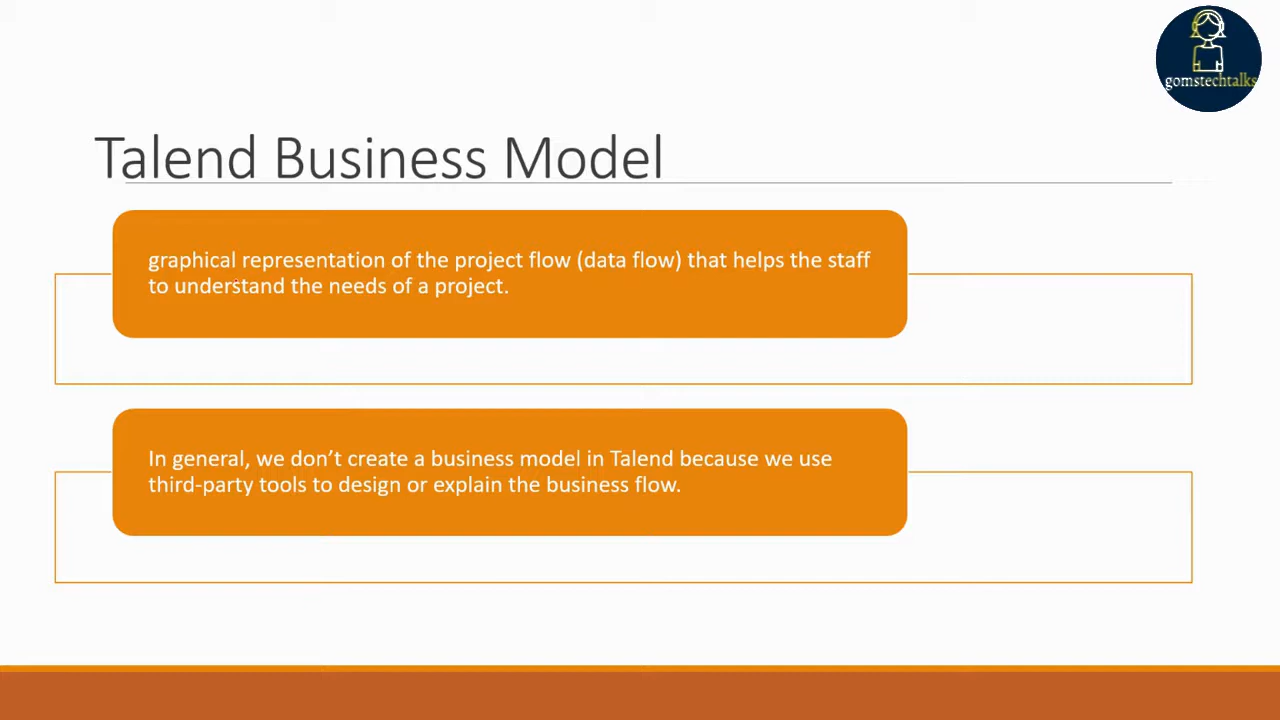 gomstechtalks
Talend Business Model
graphical representation of the project flow (data flow) that helps the staff
to understand the needs of a project.
In general, we don’t create a business model in Talend because we use
third-party tools to design or explain the business flow.